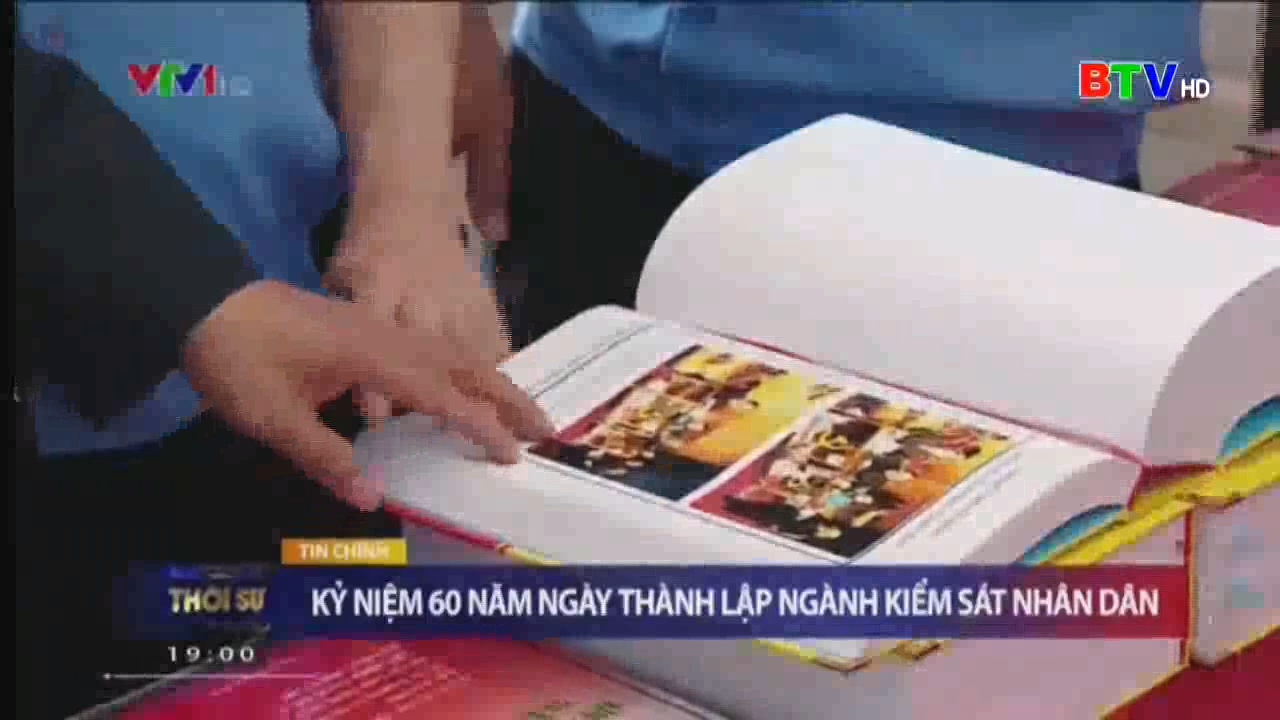 VTV1
BTV HD
TIN CHÍNH
THỜI SỰ
KỶ NIỆM 60 NĂM NGÀY THÀNH LẬP NGÀNH KIỂM SÁT NHÂN DÂN
19:00